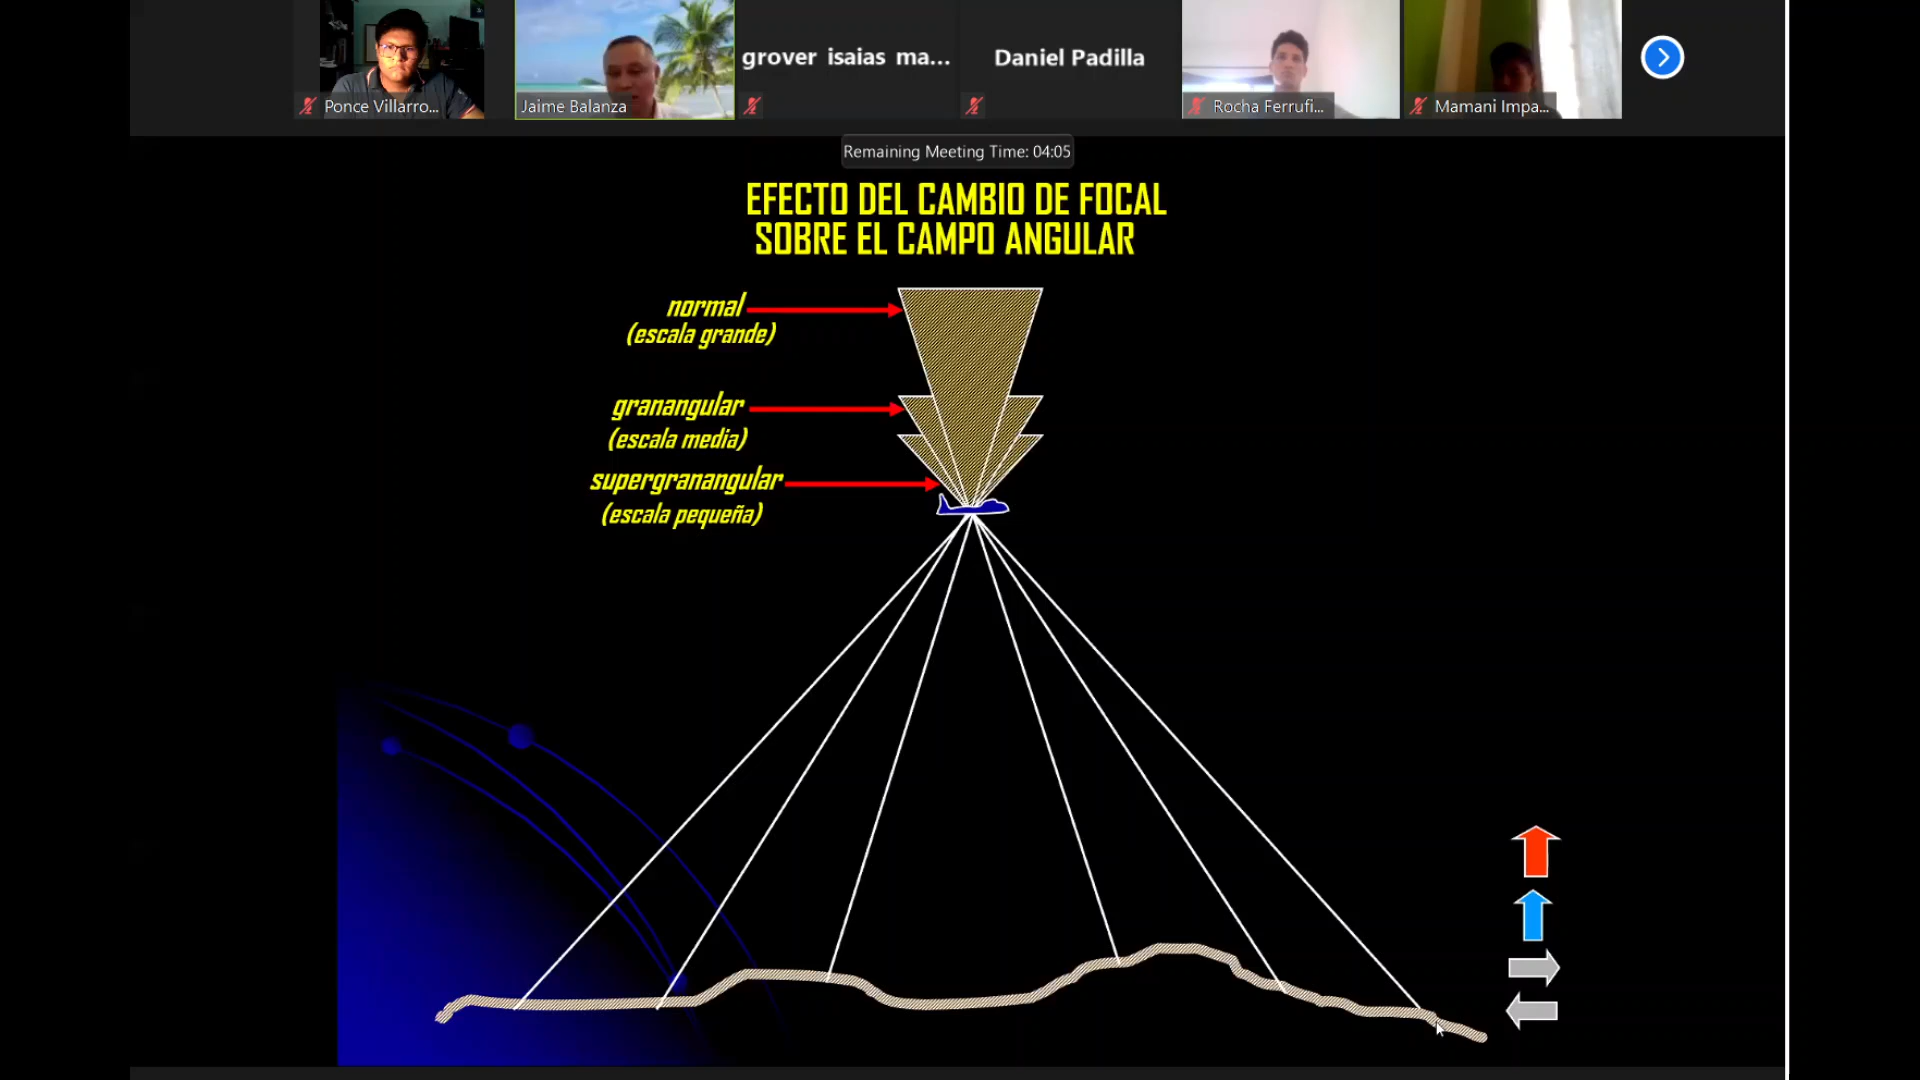 grover isaias ma...
Daniel Padilla
Ponce Villarro...
Jaime Balanza
Rocha Ferrufi...
Mamani Impa...
Remaining Meeting Time: 04:05
EFECTO DEL CAMBIO DE FOCAL
SOBRE EL CAMPO ANGULAR
normal
(escala grande)
granangular
(escala media)
supergranangular
(escala pequeña)